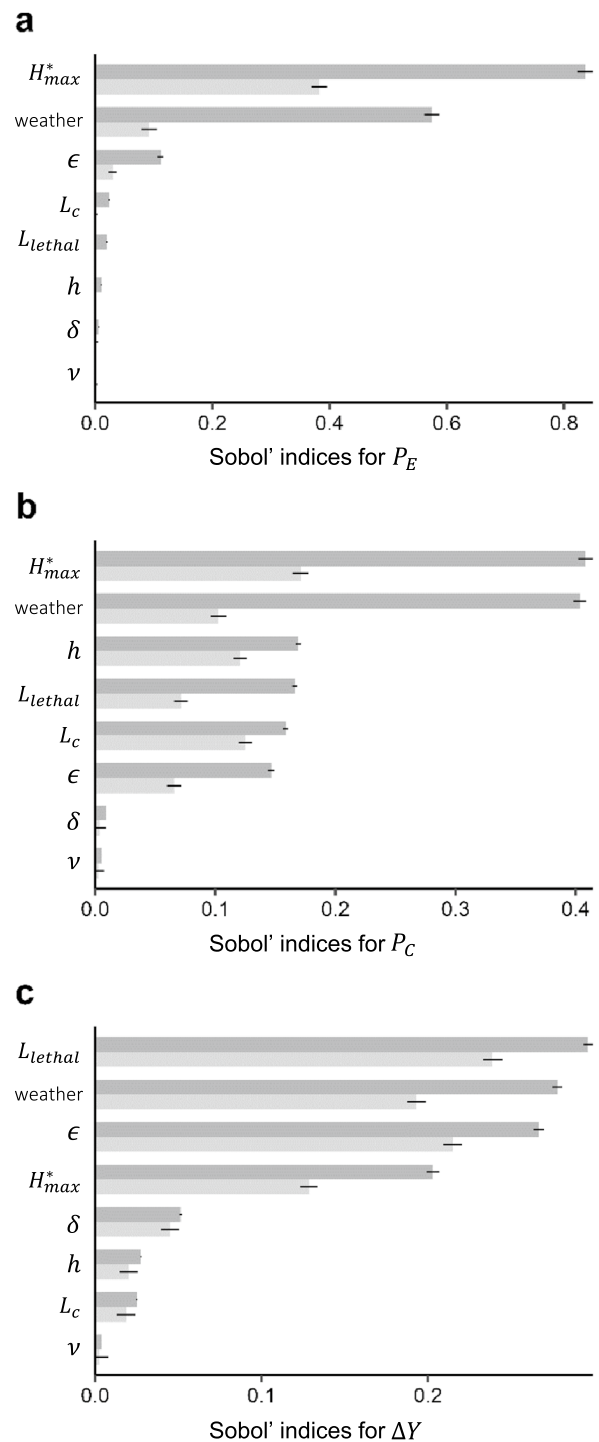 a
H*max
weather
ϵ
Lc
Llethal
h
δ
ν
0.0 0.2 0.4 0.6 0.8
Sobol’ indices for PE
b
H*max
weather
h
Llethal
Lc
ϵ
δ
ν
0.0 0.1 0.2 0.3 0.4
Sobol’ indices for PC
c
Llethal
weather
ϵ
H*max
δ
h
Lc
ν
0.0 0.1 0.2
Sobol’ indices for ΔY